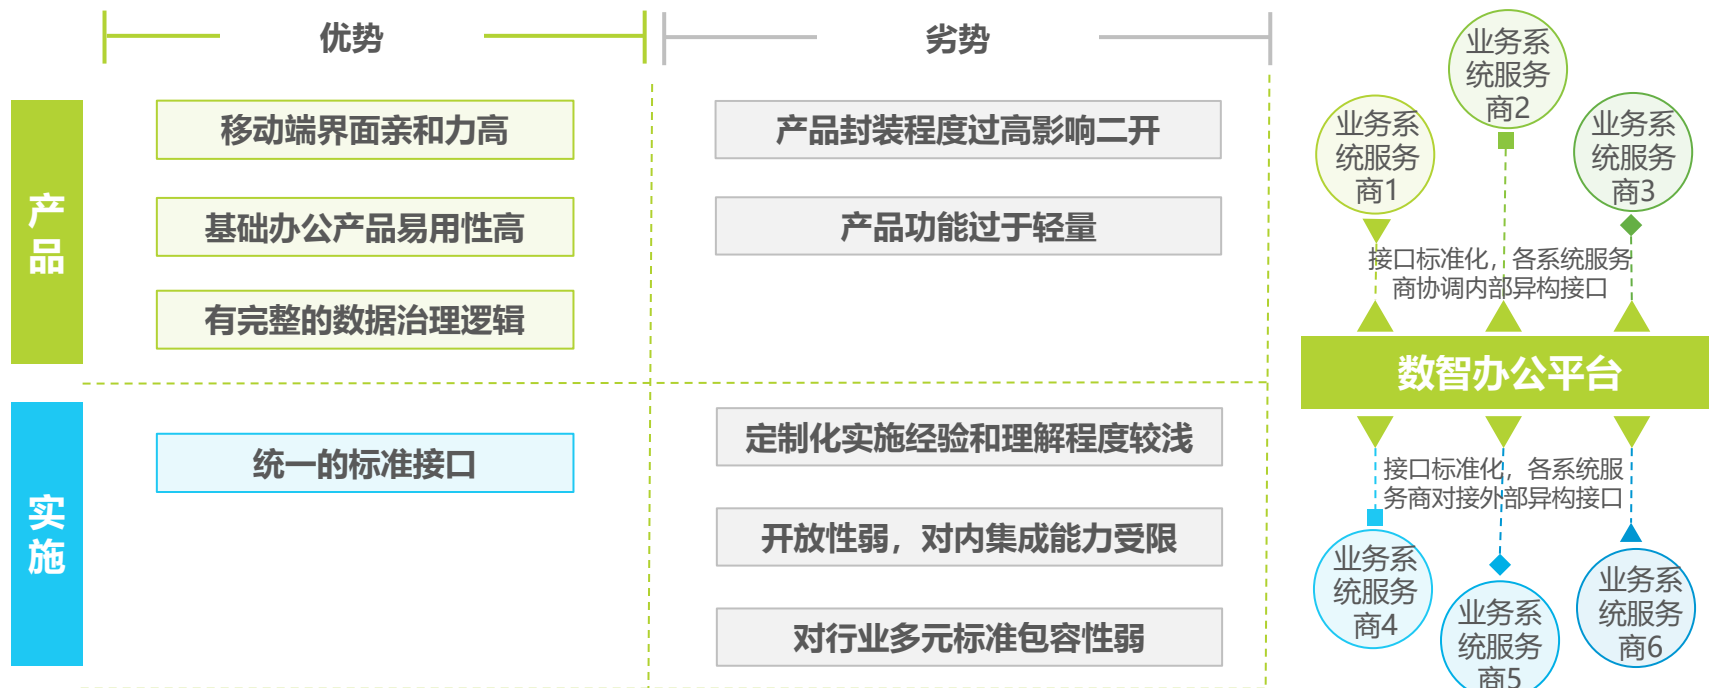 优势
劣势
产
品
移动端界面亲和力高
基础办公产品易用性高
有完整的数据治理逻辑
产品封装程度过高影响二开
产品功能过于轻量
实
施
统一的标准接口
定制化实施经验和理解程度较浅
开放性弱，对内集成能力受限
对行业多元标准包容性弱
业务系
统服务
商1
业务系
统服务
商2
业务系
统服务
商3
接口标准化，各系统服务
商协调内部异构接口
数智办公平台
接口标准化，各系统服
务商对接外部异构接口
业务系
统服务
商4
业务系
统服务
商5
业务系
统服务
商6